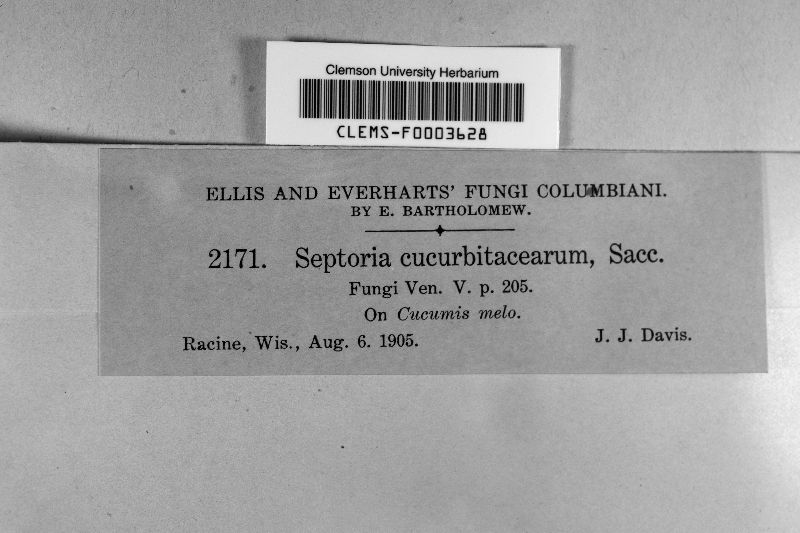 Clemson University Herbarium
CLEMS-F0003628
ELLIS AND EVERHARTS' FUNGI COLUMBIANI.
BY E. BARTHOLOMEW.
2171. Septoria cucurbitacearum, Sacc.
Fungi Ven. V. p. 205.
On Cucumis melo.
Racine, Wis., Aug. 6. 1905. J. J. Davis.